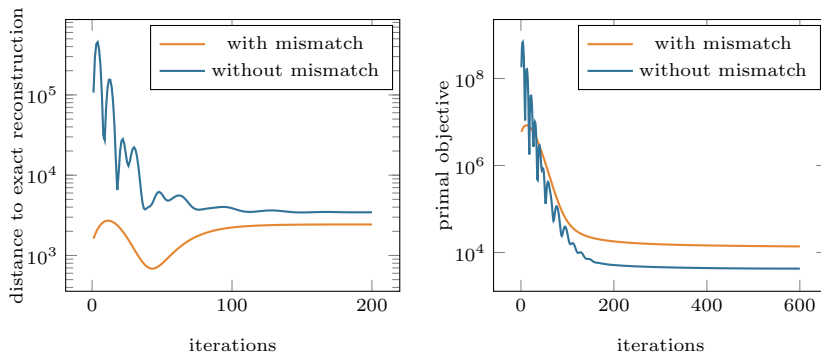 distance to exact reconstruction
10^5
10^4
10^3
with mismatch
without mismatch
0
100
200
iterations
primal objective
10^8
10^6
10^4
with mismatch
without mismatch
0
200
400
600
iterations